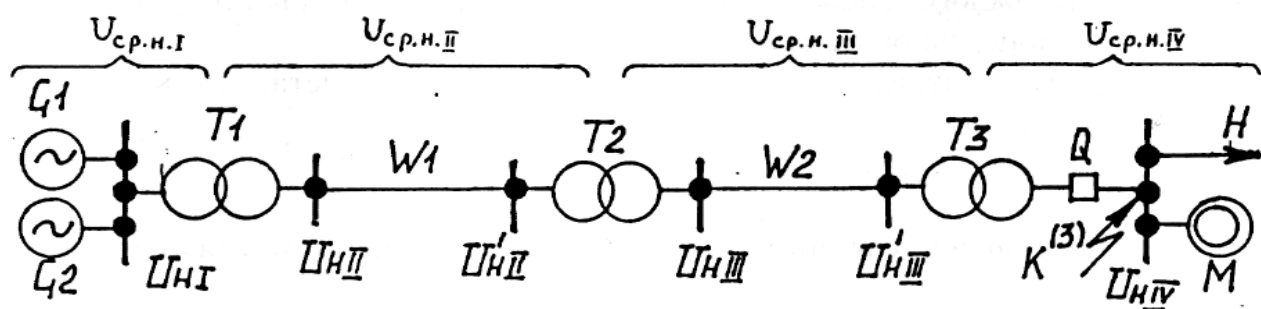 Uср.н.I Uср.н.II Uср.н.III Uср.н.IV
G1 T1 W1 T2 W2 T3 Q H
G2 UнI UнII U'нII UнIII U'нIII K(3) UнIV M